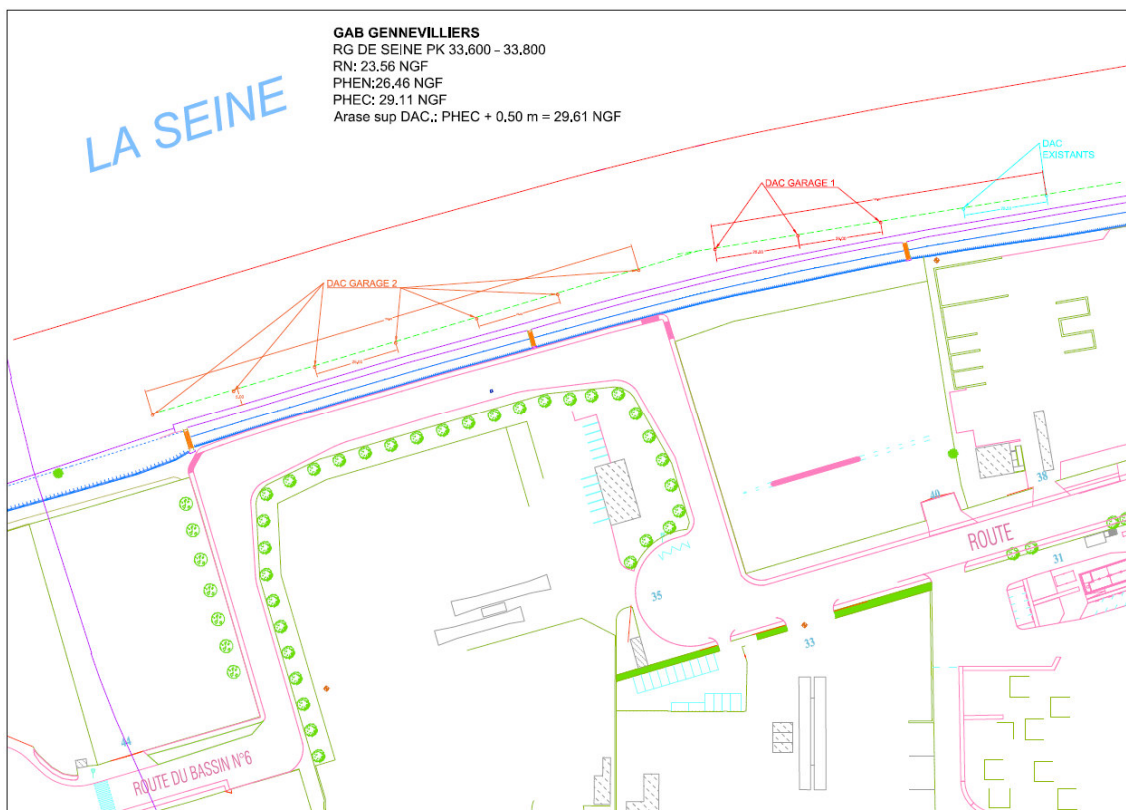 GAB GENNEVILLIERS
RG DE SEINE PK 33.600 - 33.800
RN: 23.56 NGF
PHEN:26.46 NGF
PHEC: 29.11 NGF
Arase sup DAC.: PHEC + 0.50 m = 29.61 NGF
LA SEINE
DAC
EXISTANTS
DAC GARAGE 1
DAC GARAGE 2
38
40
ROUTE
31
35
33
44
ROUTE DU BASSIN N°6